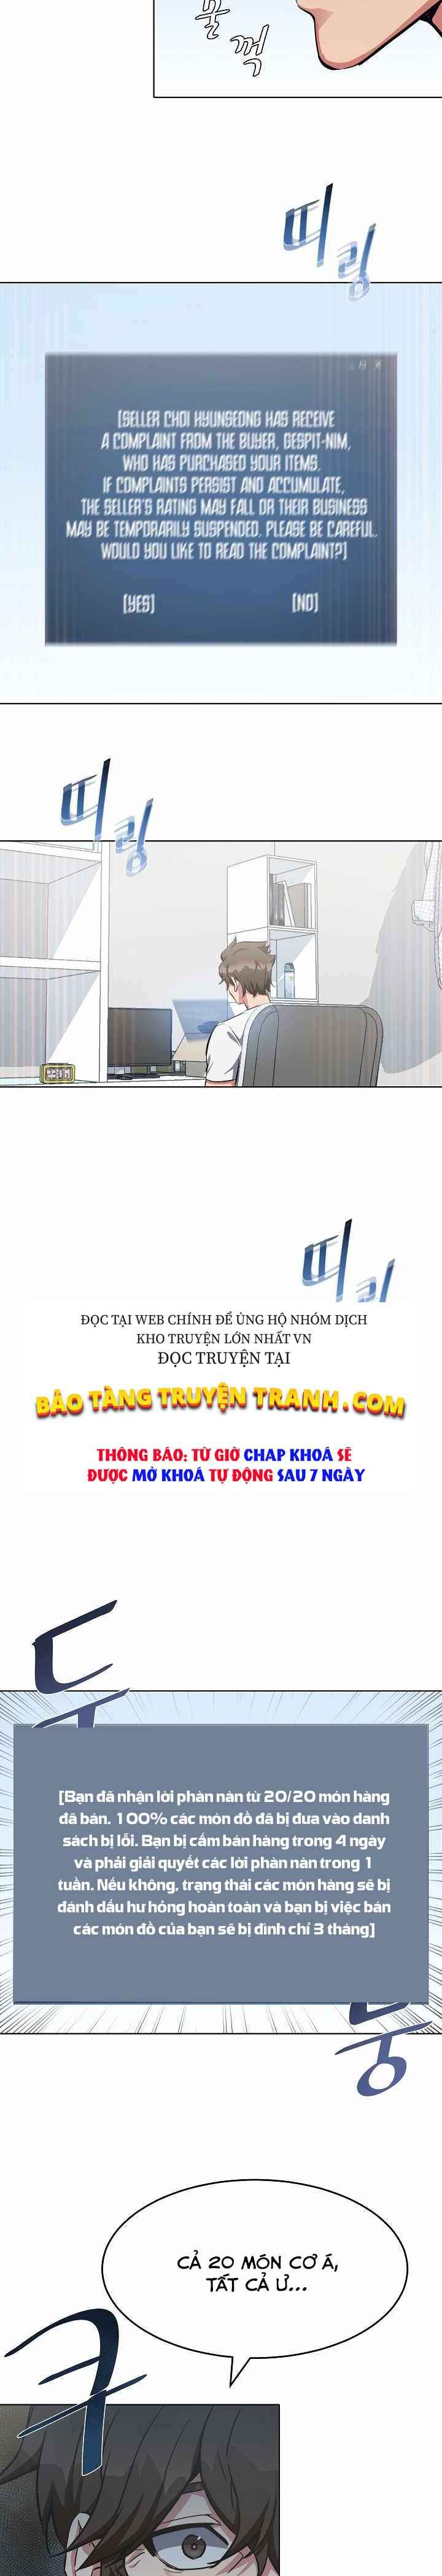 물
꺽
띠
링
[SELLER CHOI HYUNSEONG HAS RECEIVE
A COMPLAINT FROM THE BUYER, GESPIT-NIM,
WHO HAS PURCHASED YOUR ITEMS.
IF COMPLAINTS PERSIST AND ACCUMULATE,
THE SELLER'S RATING MAY FALL OR THEIR BUSINESS
MAY BE TEMPORARILY SUSPENDED. PLEASE BE CAREFUL.
WOULD YOU LIKE TO READ THE COMPLAINT?]
[YES] [NO]
띠
링
띠
ĐỌC TẠI WEB CHÍNH ĐỂ ỦNG HỘ NHÓM DỊCH
KHO TRUYỆN LỚN NHẤT VN
ĐỌC TRUYỆN TẠI
BẢO TÀNG TRUYỆN TRANH.COM
THÔNG BÁO: TỪ GIỜ CHAP KHOÁ SẼ
ĐƯỢC MỞ KHOÁ TỰ ĐỘNG SAU 7 NGÀY
두
[Bạn đã nhận lời phàn nàn từ 20/20 món hàng
đã bán. 100% các món đồ đã bị đưa vào danh
sách bị lỗi. Bạn bị cấm bán hàng trong 4 ngày
và phải giải quyết các lời phàn nàn trong 1
tuần. Nếu không, trạng thái các món hàng sẽ bị
đánh dấu hư hỏng hoàn toàn và bạn bị việc bán
các món đồ của bạn sẽ bị đình chỉ 3 tháng]
둥
CẢ 20 MÓN CƠ Á,
TẤT CẢ Ư...